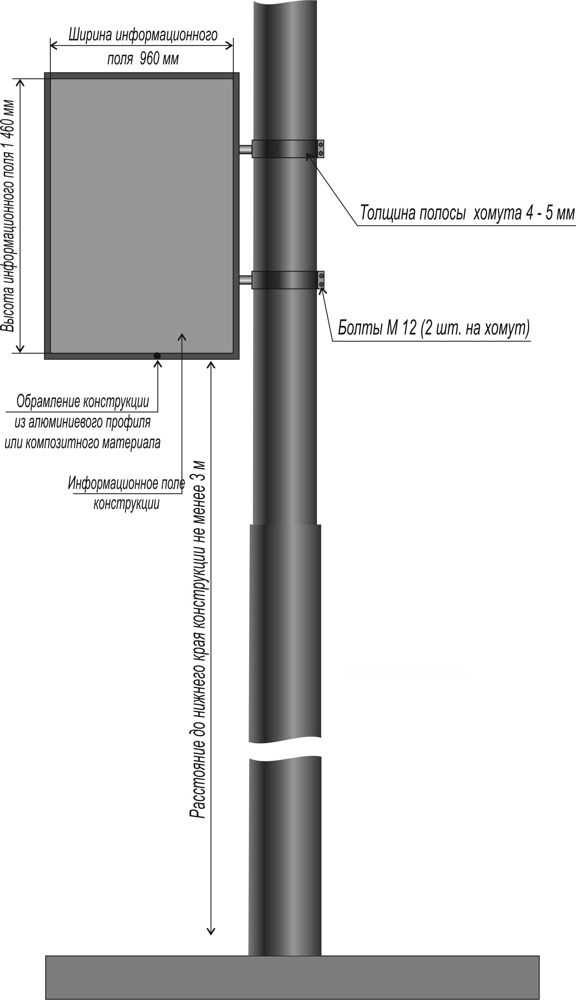 Ширина информационного
поля 960 мм
Высота информационного поля 1 460 мм
Толщина полосы хомута 4 - 5 мм
Болты М 12 (2 шт. на хомут)
Обрамление конструкции
из алюминиевого профиля
или композитного материала
Информационное поле
конструкции
Расстояние до нижнего края конструкции не менее 3 м